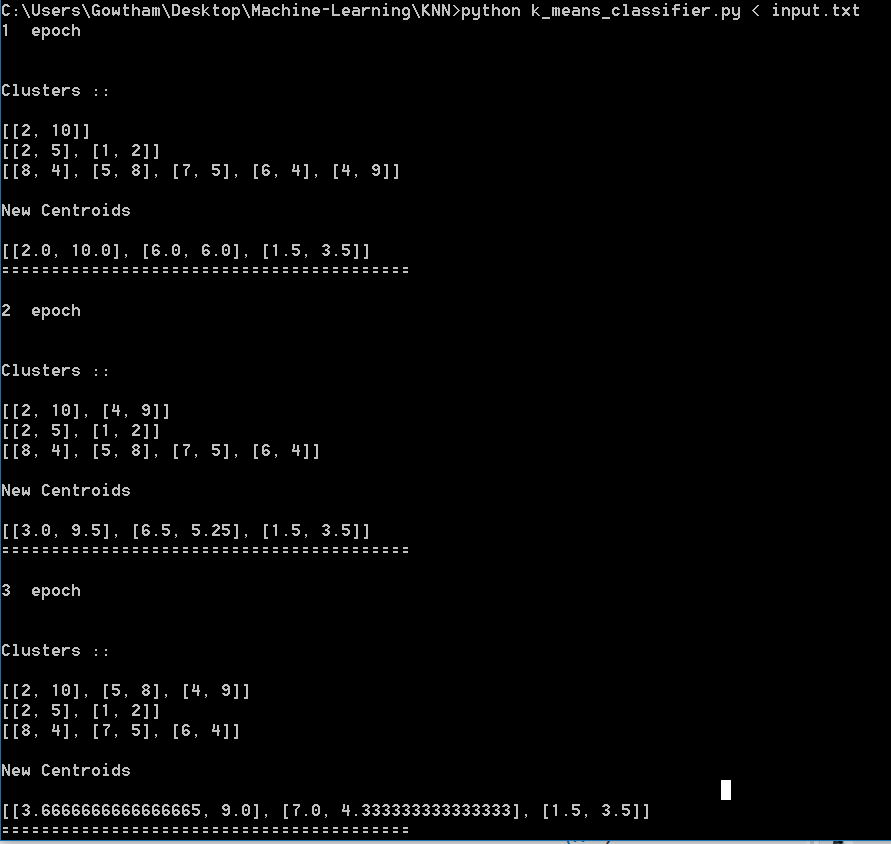 C:\Users\Gowtham\Desktop\Machine-Learning\KNN>python k_means_classifier.py < input.txt
1  epoch
Clusters ::
[[2, 10]]
[[2, 5], [1, 2]]
[[8, 4], [5, 8], [7, 5], [6, 4], [4, 9]]
New Centroids
[[2.0, 10.0], [6.0, 6.0], [1.5, 3.5]]
=========================================
2  epoch
Clusters ::
[[2, 10], [4, 9]]
[[2, 5], [1, 2]]
[[8, 4], [5, 8], [7, 5], [6, 4]]
New Centroids
[[3.0, 9.5], [6.5, 5.25], [1.5, 3.5]]
=========================================
3  epoch
Clusters ::
[[2, 10], [5, 8], [4, 9]]
[[2, 5], [1, 2]]
[[8, 4], [7, 5], [6, 4]]
New Centroids
[[3.6666666666666665, 9.0], [7.0, 4.333333333333333], [1.5, 3.5]]
=========================================